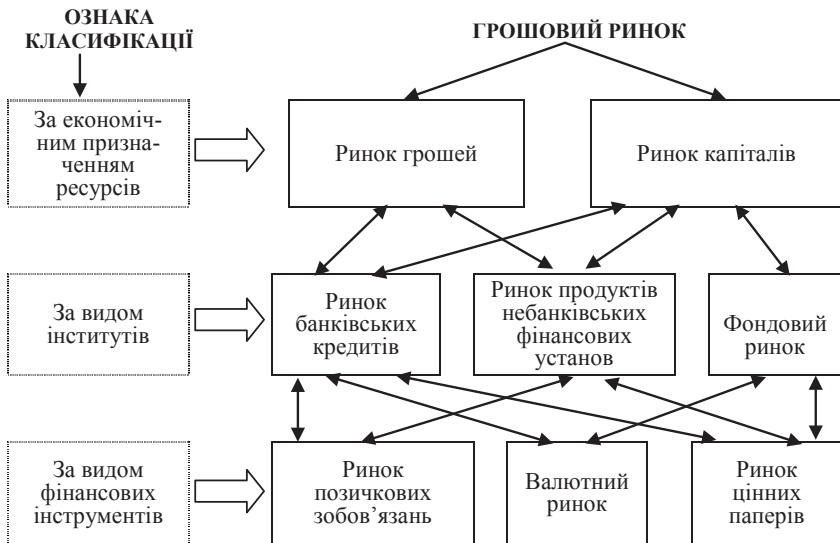 ОЗНАКА
КЛАСИФІКАЦІЇ
ГРОШОВИЙ РИНОК
За економіч-
ним призна-
ченням
ресурсів
Ринок грошей
Ринок капіталів
За видом
інститутів
Ринок
банківських
кредитів
Ринок продуктів
небанківських
фінансових
установ
Фондовий
ринок
За видом
фінансових
інструментів
Ринок
позичкових
зобов’язань
Валютний
ринок
Ринок
цінних
паперів